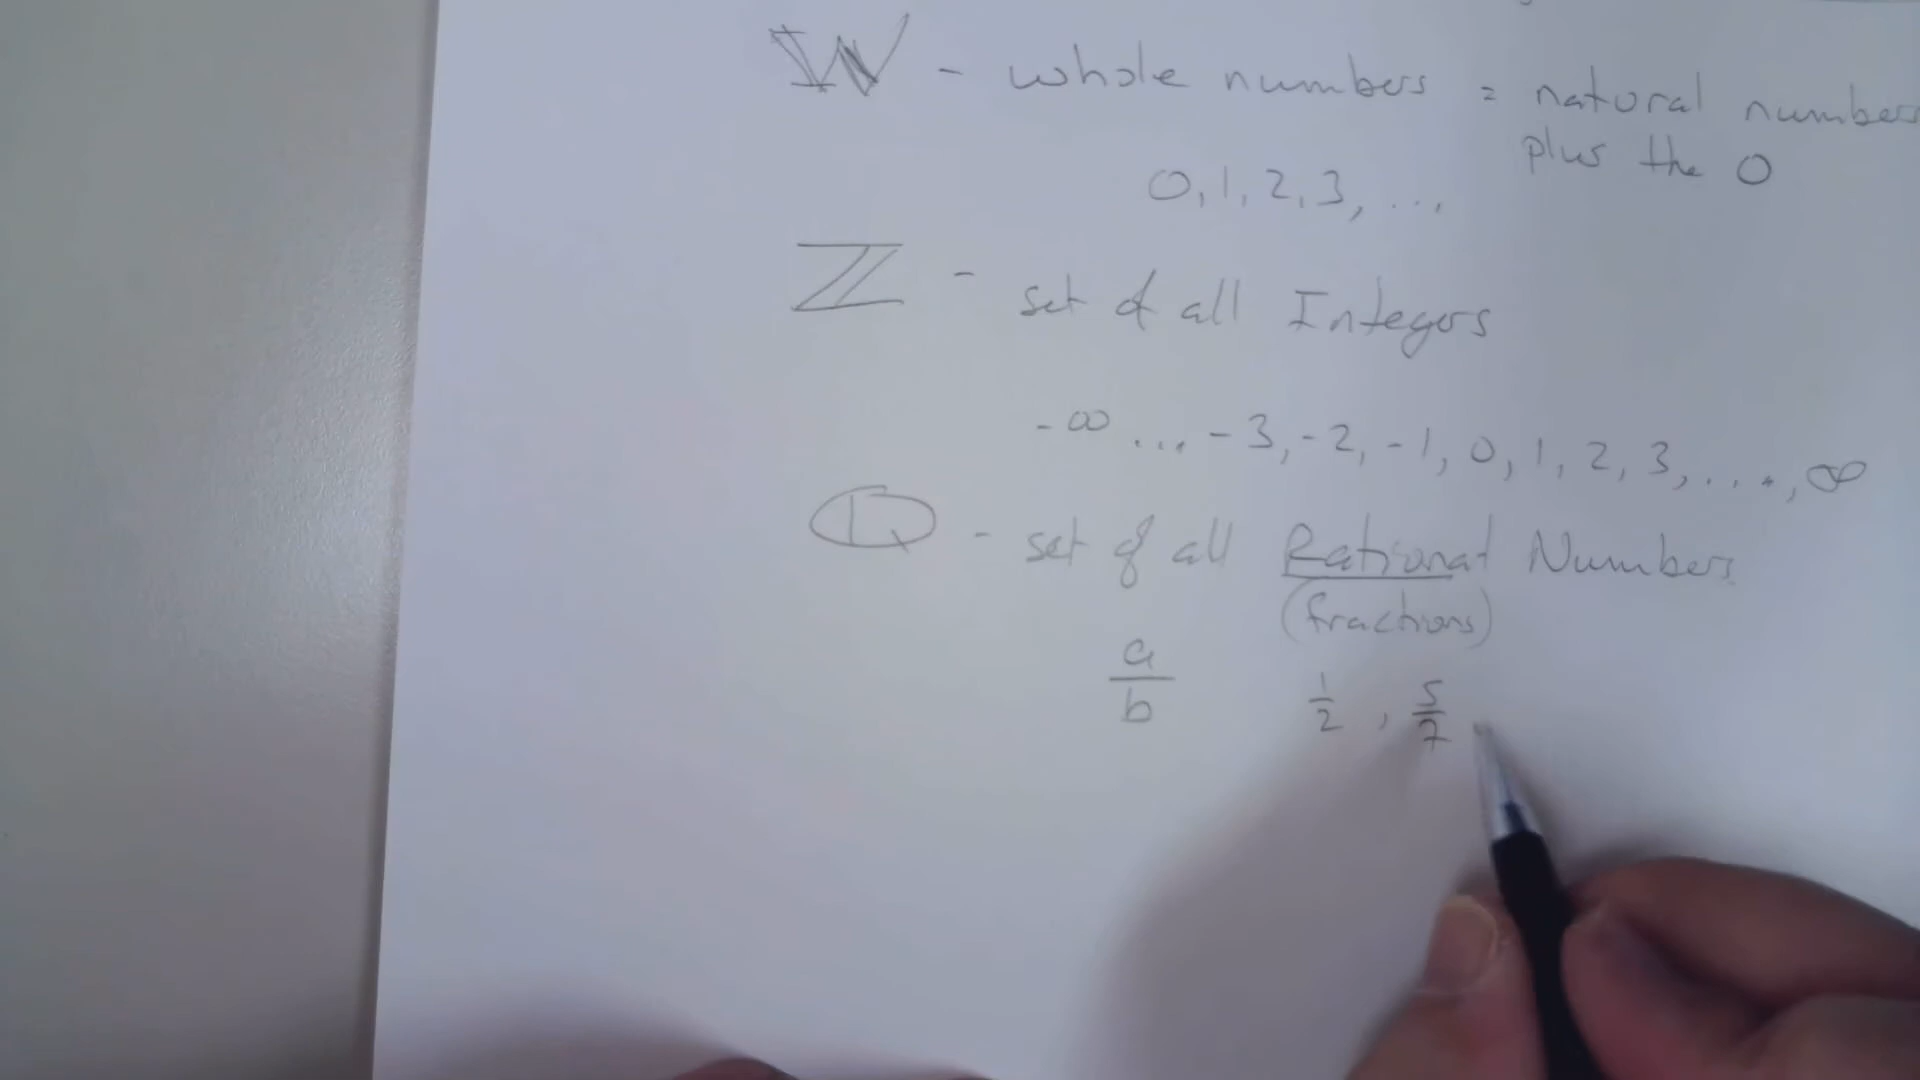 W - whole numbers = natural numbers
plus the 0
0, 1, 2, 3, ...,
ℤ - set of all Integers
-∞ ... -3, -2, -1, 0, 1, 2, 3, ...., ∞
ℚ - set of all Rational Numbers
(fractions)
a/b 1/2, 5/7